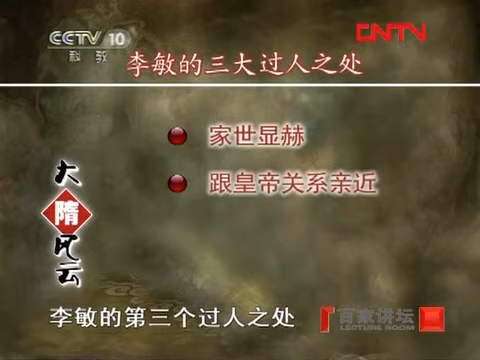 CCTV 10
科教
CNTV
李敏的三大过人之处
家世显赫
跟皇帝关系亲近
大隋风云
李敏的第三个过人之处
百家讲坛
LECTURE ROOM